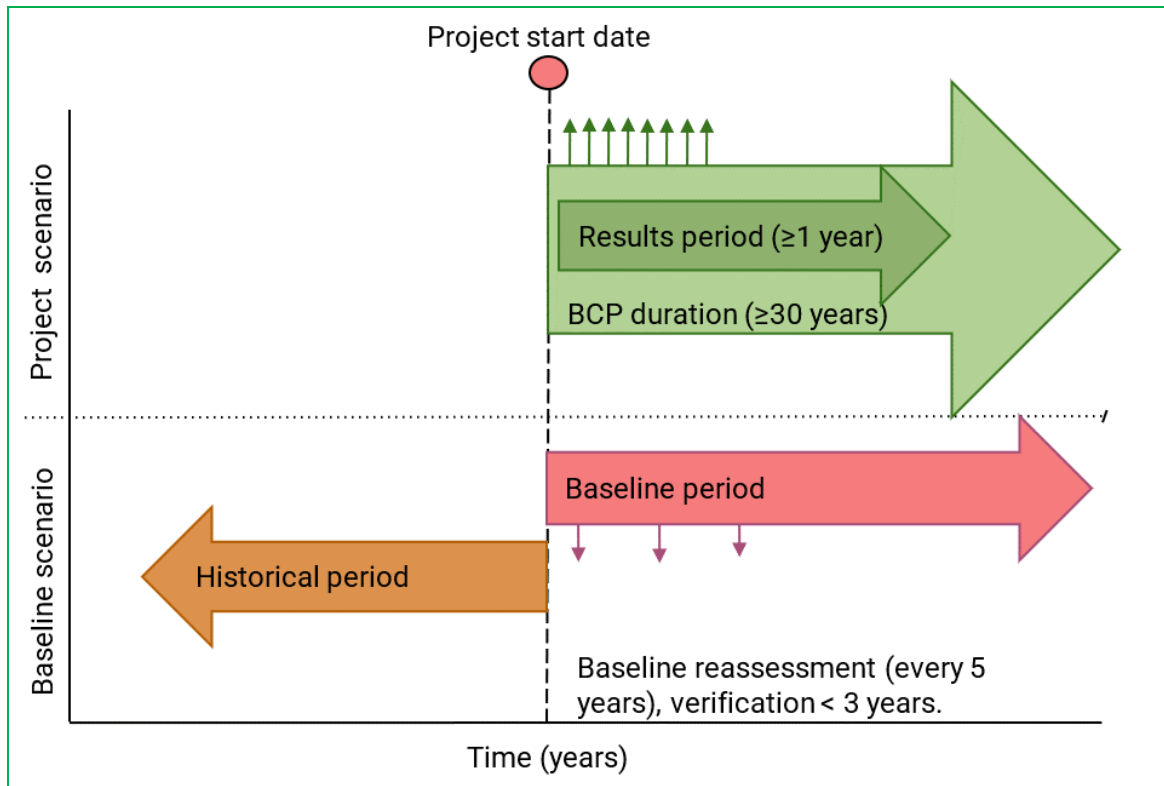 Project start date
Project scenario
Results period (≥1 year)
BCP duration (≥30 years)
Baseline scenario
Baseline period
Historical period
Baseline reassessment (every 5
years), verification < 3 years.
Time (years)